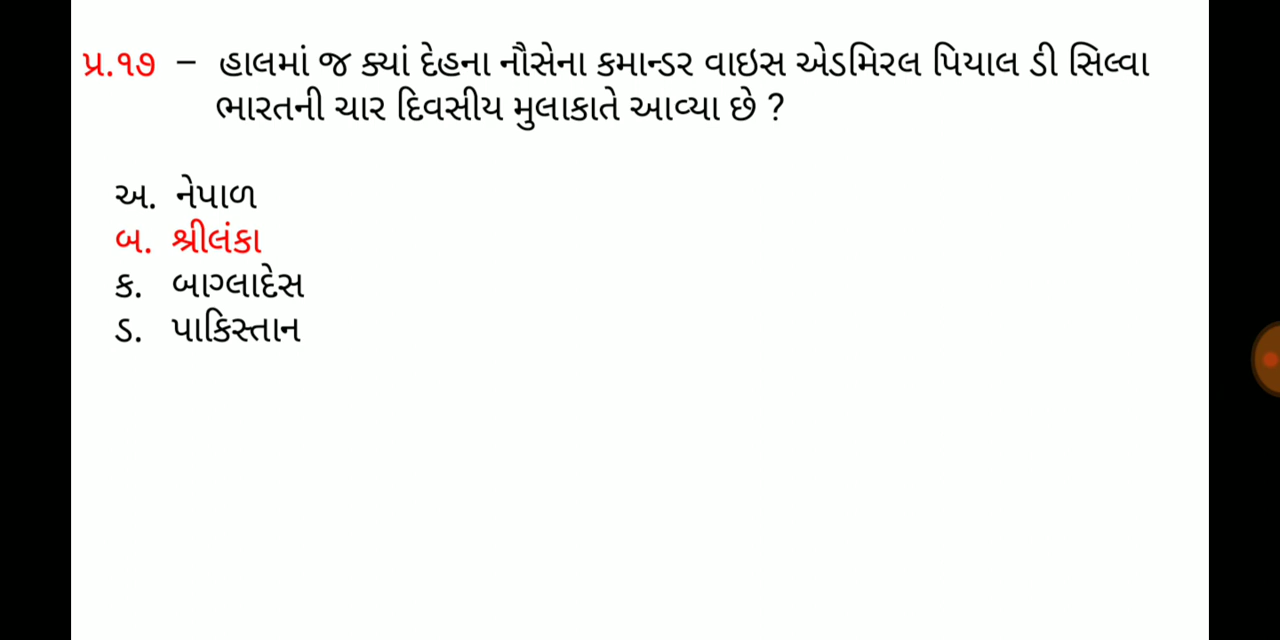 પ્ર.૧૭ – હાલમાં જ ક્યાં દેહના નૌસેના કમાન્ડર વાઇસ એડમિરલ પિયાલ ડી સિલ્વા
ભારતની ચાર દિવસીય મુલાકાતે આવ્યા છે ?
અ. નેપાળ
બ. શ્રીલંકા
ક. બાગ્લાદેસ
ડ. પાકિસ્તાન